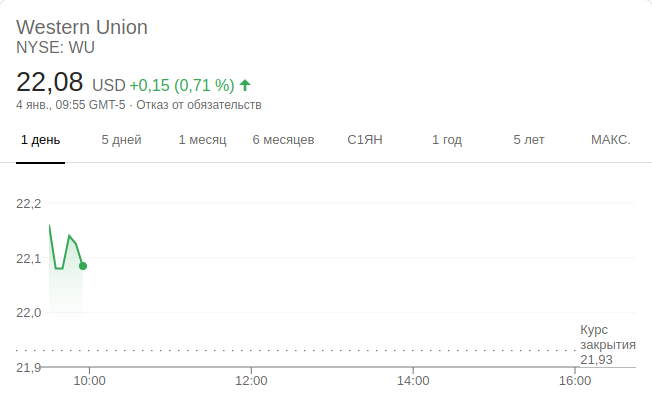 Western Union
NYSE: WU
22,08 USD +0,15 (0,71 %)
4 янв., 09:55 GMT-5 · Отказ от обязательств
1 день 5 дней 1 месяц 6 месяцев С1ЯН 1 год 5 лет МАКС.
22,2
22,1
22,0
Курс
закрытия
21,93
21,9
10:00 12:00 14:00 16:00